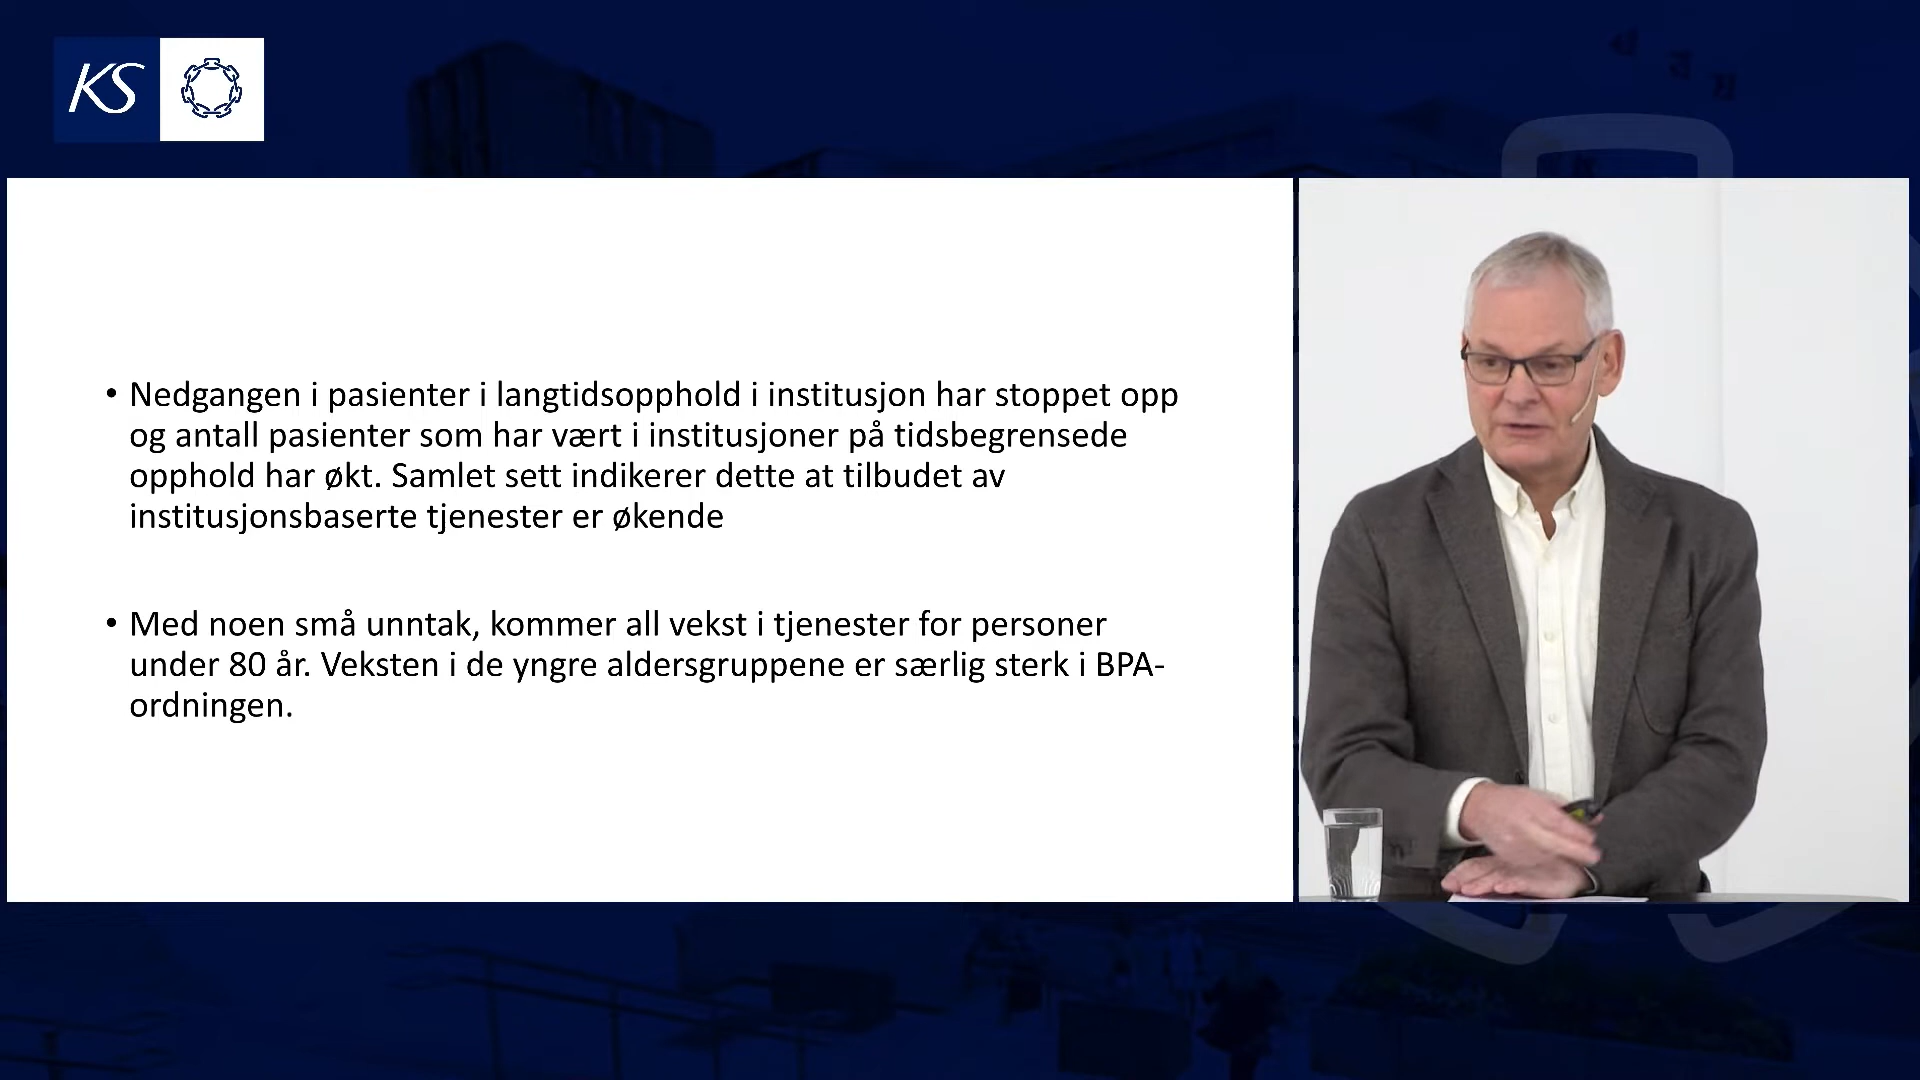 KS
• Nedgangen i pasienter i langtidsopphold i institusjon har stoppet opp
og antall pasienter som har vært i institusjoner på tidsbegrensede
opphold har økt. Samlet sett indikerer dette at tilbudet av
institusjonsbaserte tjenester er økende
• Med noen små unntak, kommer all vekst i tjenester for personer
under 80 år. Veksten i de yngre aldersgruppene er særlig sterk i BPA-
ordningen.